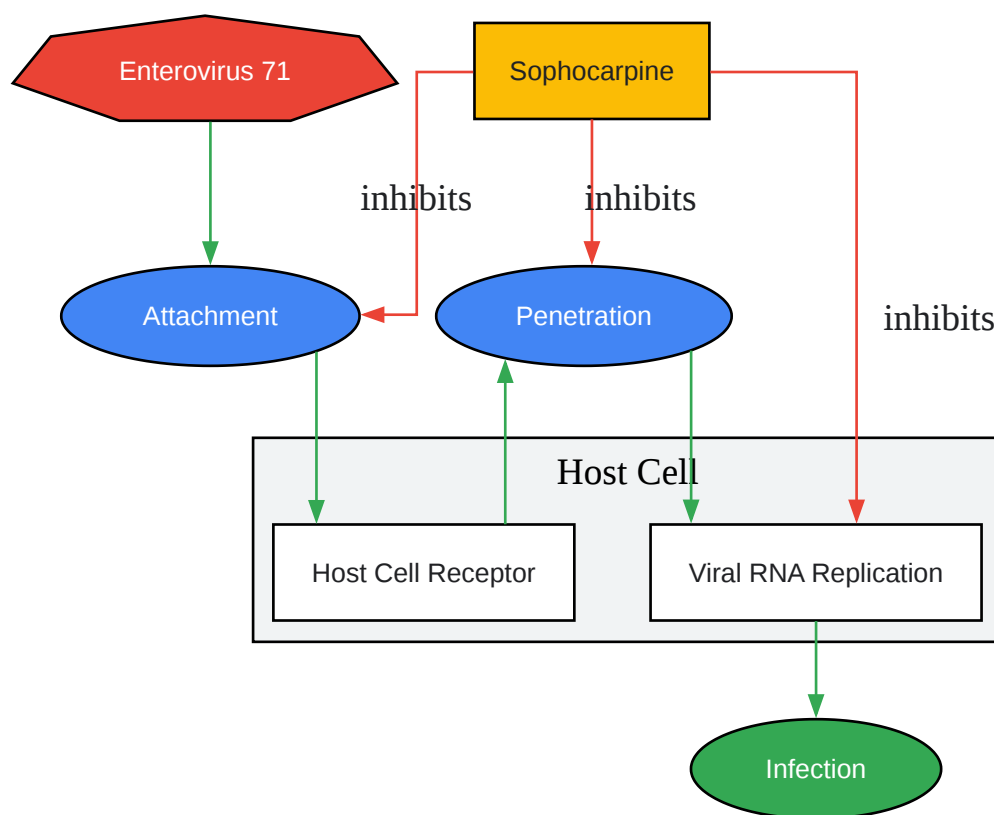 Enterovirus 71
Sophocarpine
inhibits
inhibits
Attachment
Penetration
inhibits
Host Cell
Host Cell Receptor
Viral RNA Replication
Infection